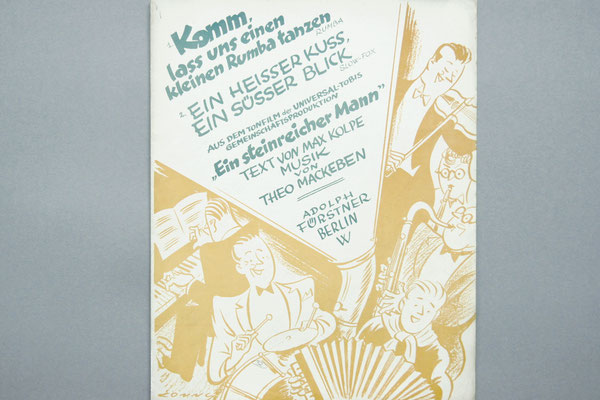 1. Komm,
lass uns einen
kleinen Rumba tanzen
RUMBA
2. EIN HEISSER KUSS,
EIN SÜSSER BLICK
SLOW-FOX
AUS DEM TONFILM der UNIVERSAL-TOBIS
GEMEINSCHAFTSPRODUKTION
„Ein steinreicher Mann”
TEXT VON MAX KOLPE
MUSIK
VON
THEO MACKEBEN
ADOLPH
FÜRSTNER
BERLIN
W